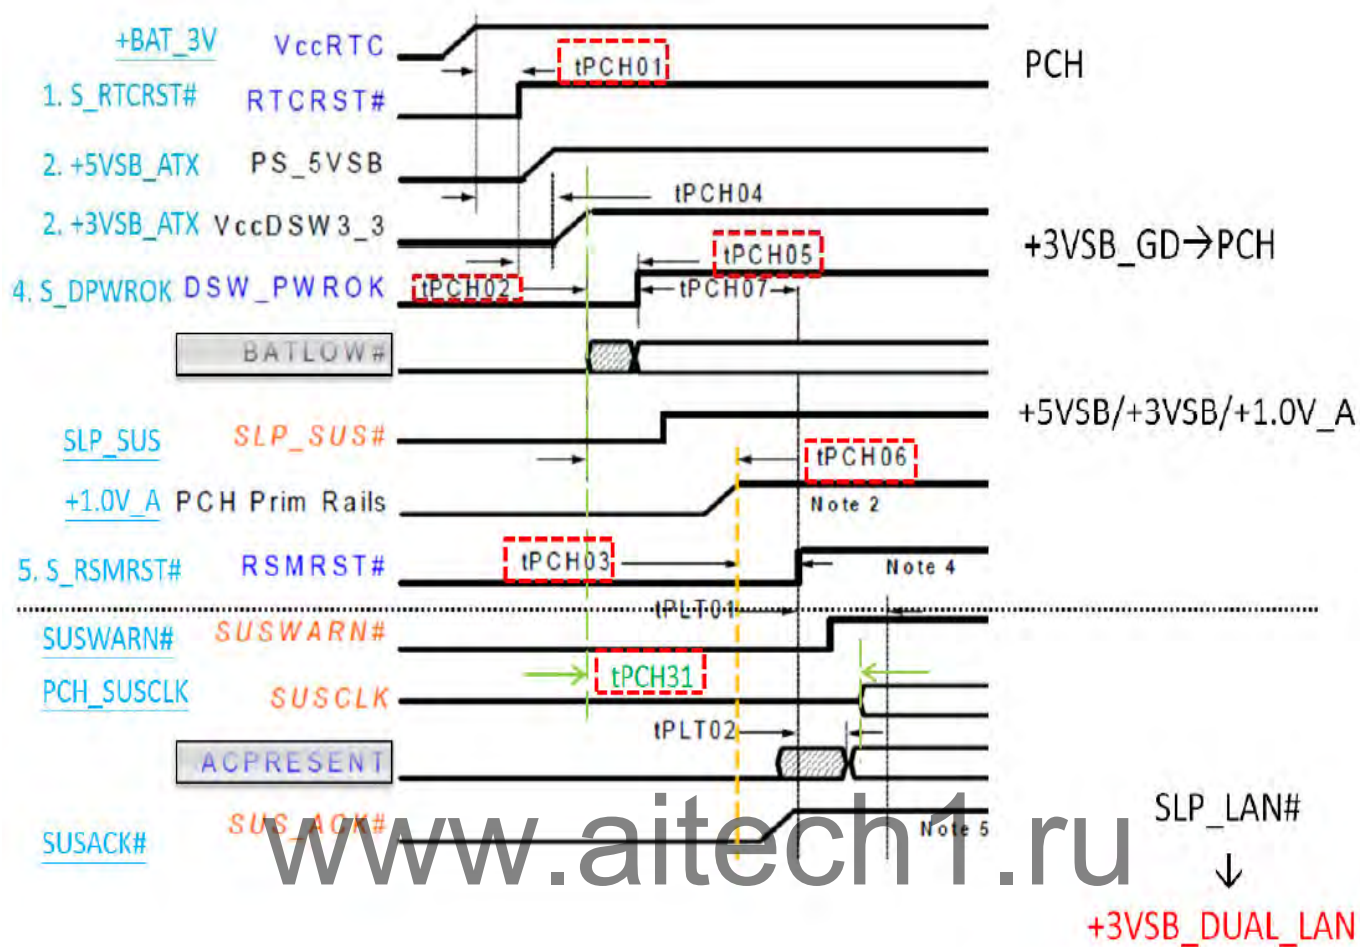 +BAT_3V VccRTC tPCH01 PCH
1. S_RTCRST# RTCRST#
2. +5VSB_ATX PS_5VSB
tPCH04
2. +3VSB_ATX VccDSW3_3
tPCH05 +3VSB_GD→PCH
4. S_DPWROK DSW_PWROK tPCH02 tPCH07
BATLOW#
+5VSB/+3VSB/+1.0V_A
SLP_SUS SLP_SUS#
tPCH06
+1.0V_A PCH Prim Rails Note 2
5. S_RSMRST# RSMRST# tPCH03 Note 4
tPLT01
SUSWARN# SUSWARN#
tPCH31
PCH_SUSCLK SUSCLK
tPLT02
ACPRESENT
SLP_LAN#
SUSACK# SUS_ACK# Note 5
www.aitech1.ru
↓
+3VSB_DUAL_LAN